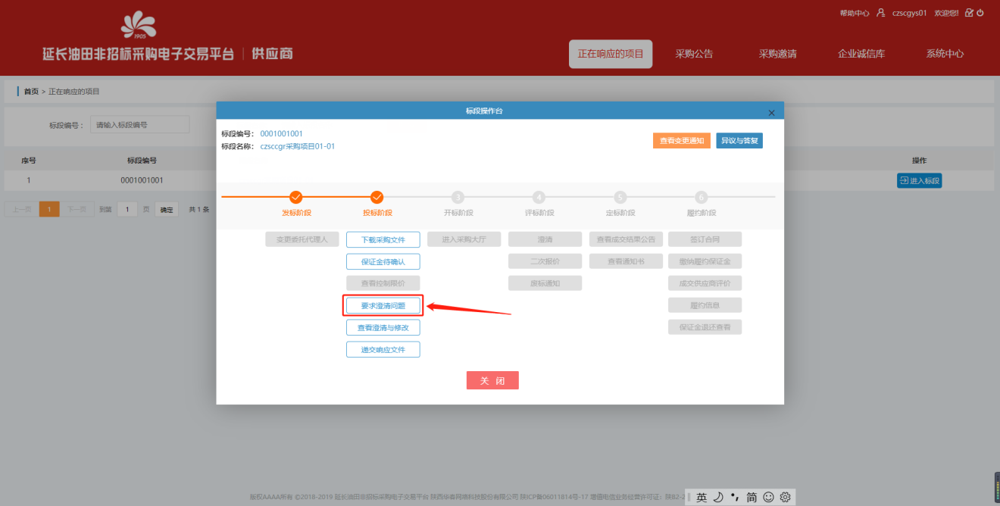 帮助中心 czscgys01 欢迎您!!
1905
延长油田非招标采购电子交易平台 | 供应商
正在响应的项目 采购公告 采购邀请 企业诚信库 系统中心
首页 > 正在响应的项目
标段编号： 请输入标段编号
序号 标段编号 操作
1 0001001001 进入标段
上一页 1 下一页 到第 1 页 确定 共 1 条
标段操作台 ×
标段编号： 0001001001
标段名称： czsccgr采购项目01-01
查看变更通知 异议与答复
3 4 5 6
发标阶段 投标阶段 开标阶段 评标阶段 定标阶段 履约阶段
变更委托代理人 下载采购文件 进入采购大厅 澄清 查看成交结果公告 签订合同
保证金待确认 二次报价 查看通知书 缴纳履约保证金
查看控制限价 废标通知 成交供应商评价
要求澄清问题 履约信息
查看澄清与修改 保证金退还查看
递交响应文件
关 闭
版权AAAA所有 ©2018-2019 延长油田非招标采购电子交易平台 陕西华春网络科技股份有限公司 陕ICP备06011814号-17 增值电信业务经营许可证：陕B2-2
英 简